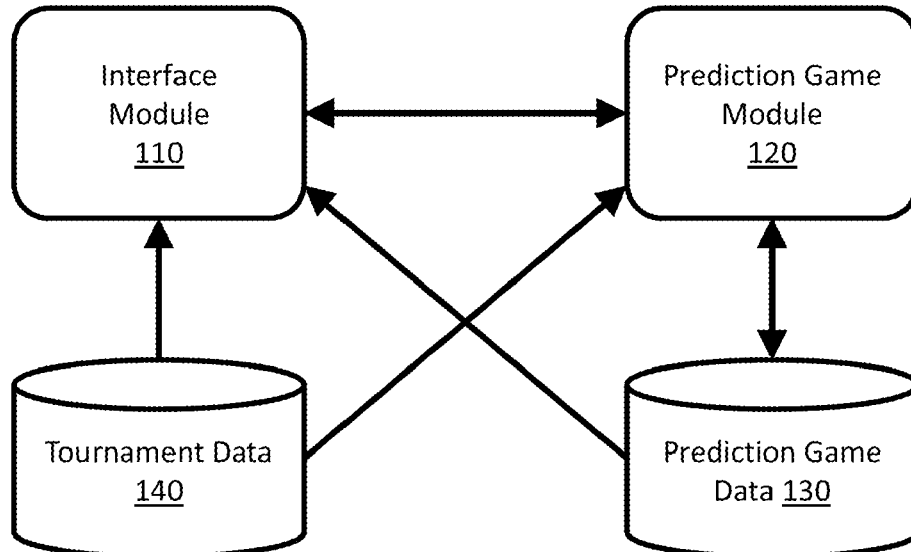 Interface
Module
110
Prediction Game
Module
120
Tournament Data
140
Prediction Game
Data 130